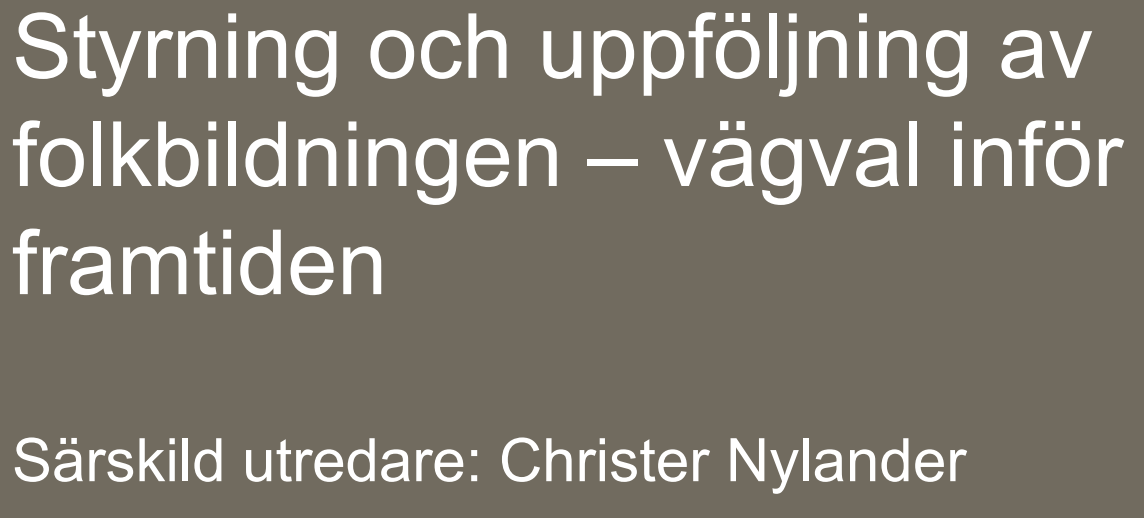 Styrning och uppföljning av
folkbildningen – vägval inför
framtiden
Särskild utredare: Christer Nylander